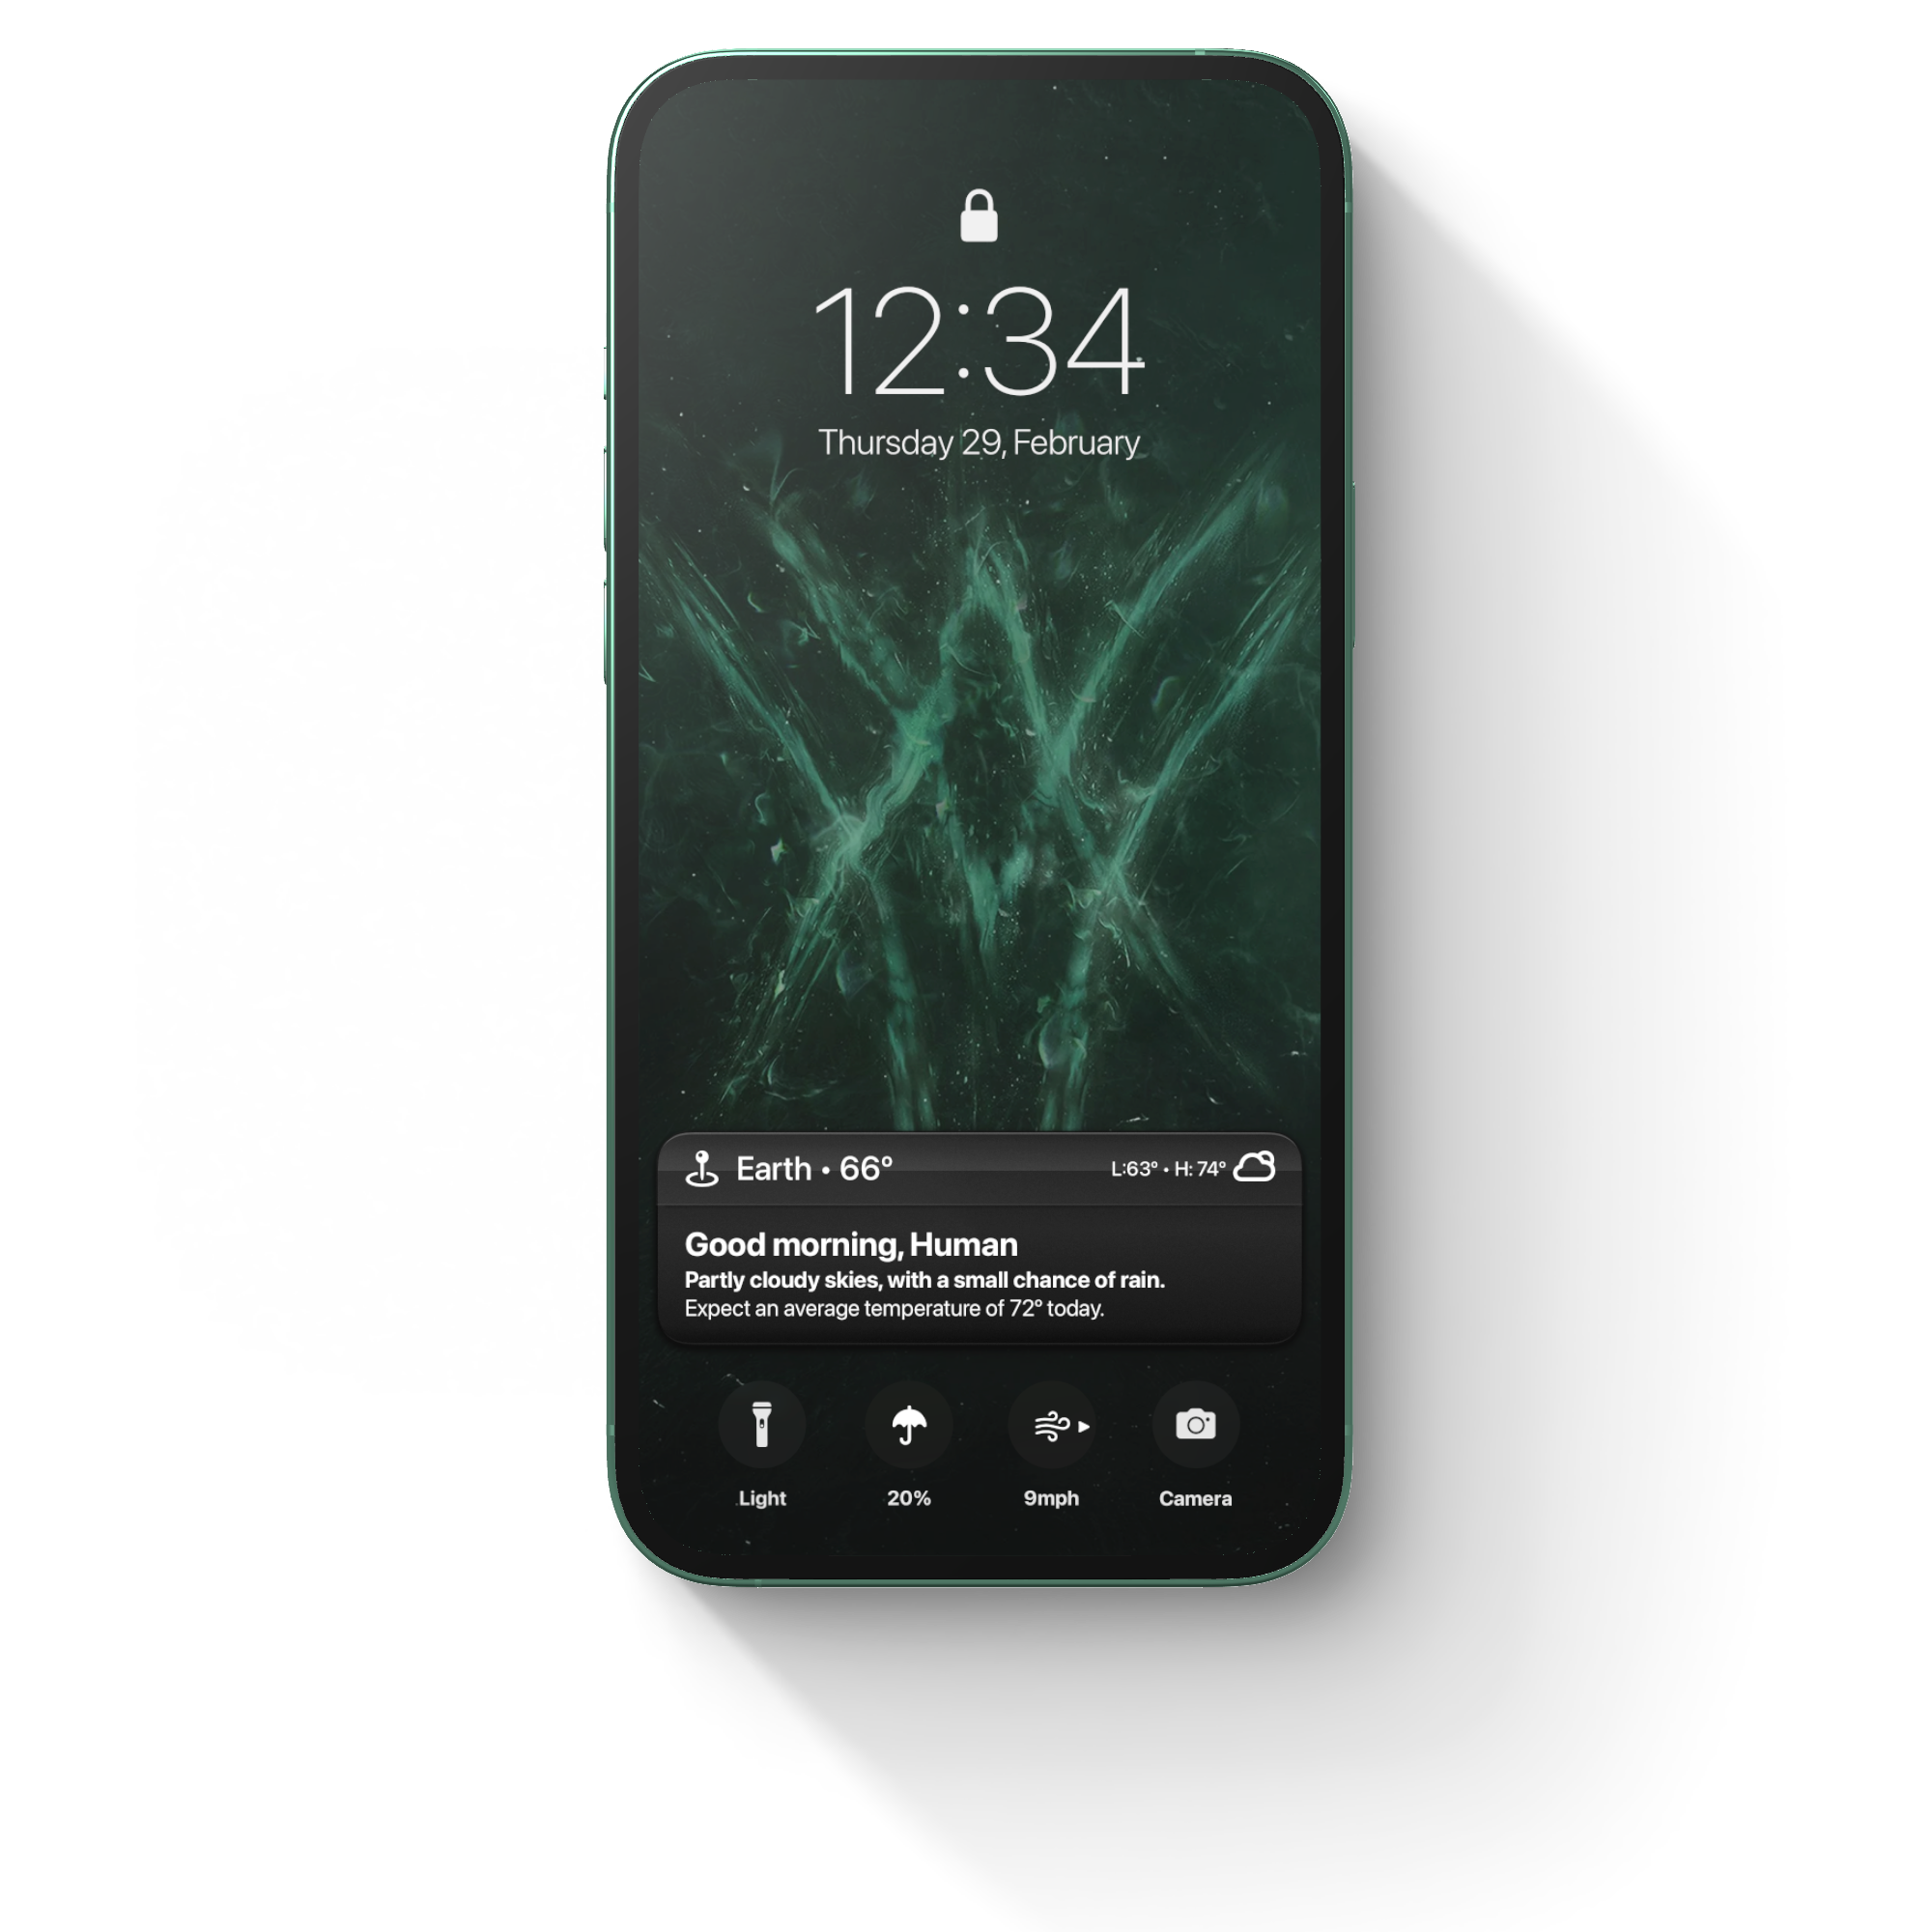 12:34
Thursday 29, February
Earth • 66°
L:63° • H: 74°
Good morning, Human
Partly cloudy skies, with a small chance of rain.
Expect an average temperature of 72° today.
Light
20%
9mph
Camera